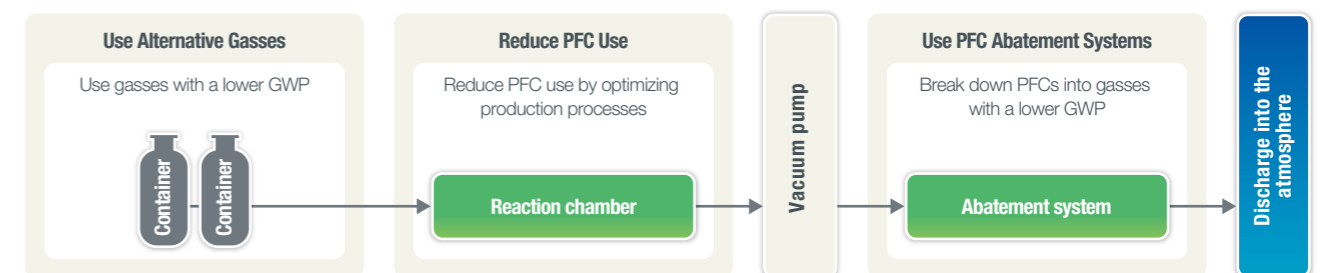 Use Alternative Gasses
Use gasses with a lower GWP
Container
Container
Reduce PFC Use
Reduce PFC use by optimizing
production processes
Reaction chamber
Vacuum pump
Use PFC Abatement Systems
Break down PFCs into gasses
with a lower GWP
Abatement system
Discharge into the
atmosphere